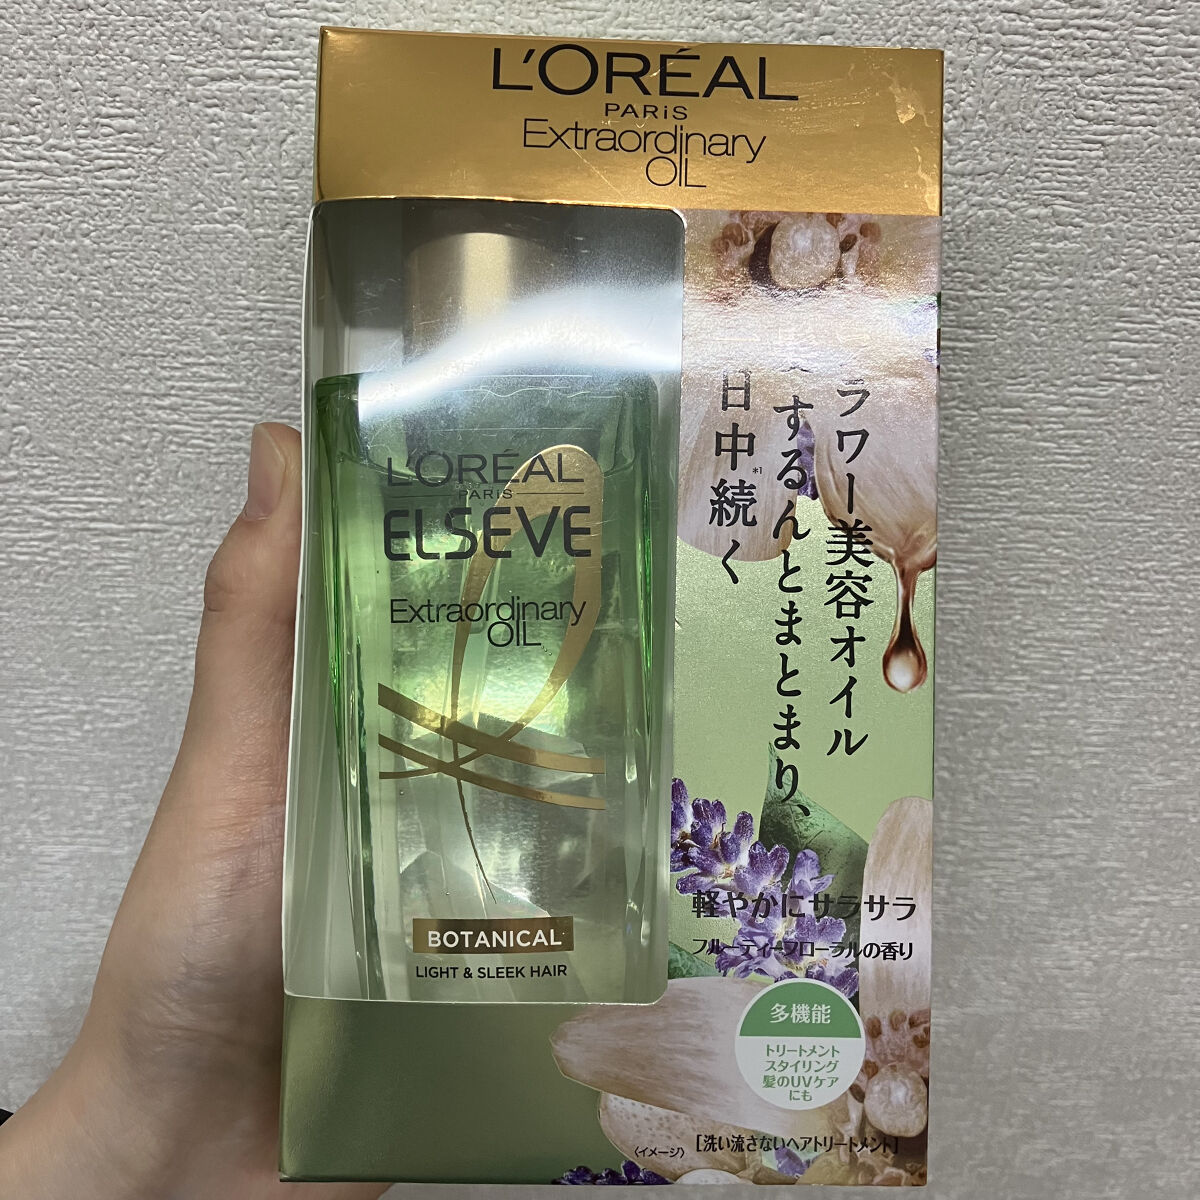 L'ORÉAL
PARiS
Extraordinary
OIL
L'ORÉAL
PARIS
ELSEVE
Extraordinary
OIL
BOTANICAL
LIGHT & SLEEK HAIR
ラワー美容オイル
するんとまとまり、
日中*1続く
軽やかにサラサラ
フルーティーフローラルの香り
多機能
トリートメント
スタイリング
髪のUVケア
にも
〈イメージ〉
[洗い流さないヘアトリートメント]